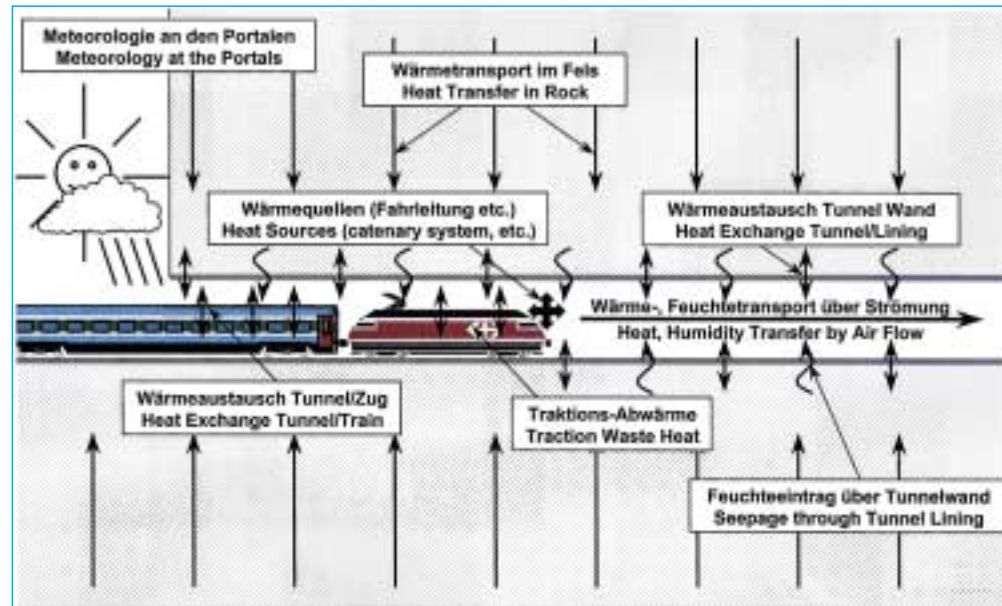 Meteorologie an den Portalen
Meteorology at the Portals
Wärmetransport im Fels
Heat Transfer in Rock
Wärmequellen (Fahrleitung etc.)
Heat Sources (catenary system, etc.)
Wärmeaustausch Tunnel Wand
Heat Exchange Tunnel/Lining
Wärme-, Feuchtetransport über Strömung
Heat, Humidity Transfer by Air Flow
Wärmeaustausch Tunnel/Zug
Heat Exchange Tunnel/Train
Traktions-Abwärme
Traction Waste Heat
Feuchteeintrag über Tunnelwand
Seepage through Tunnel Lining